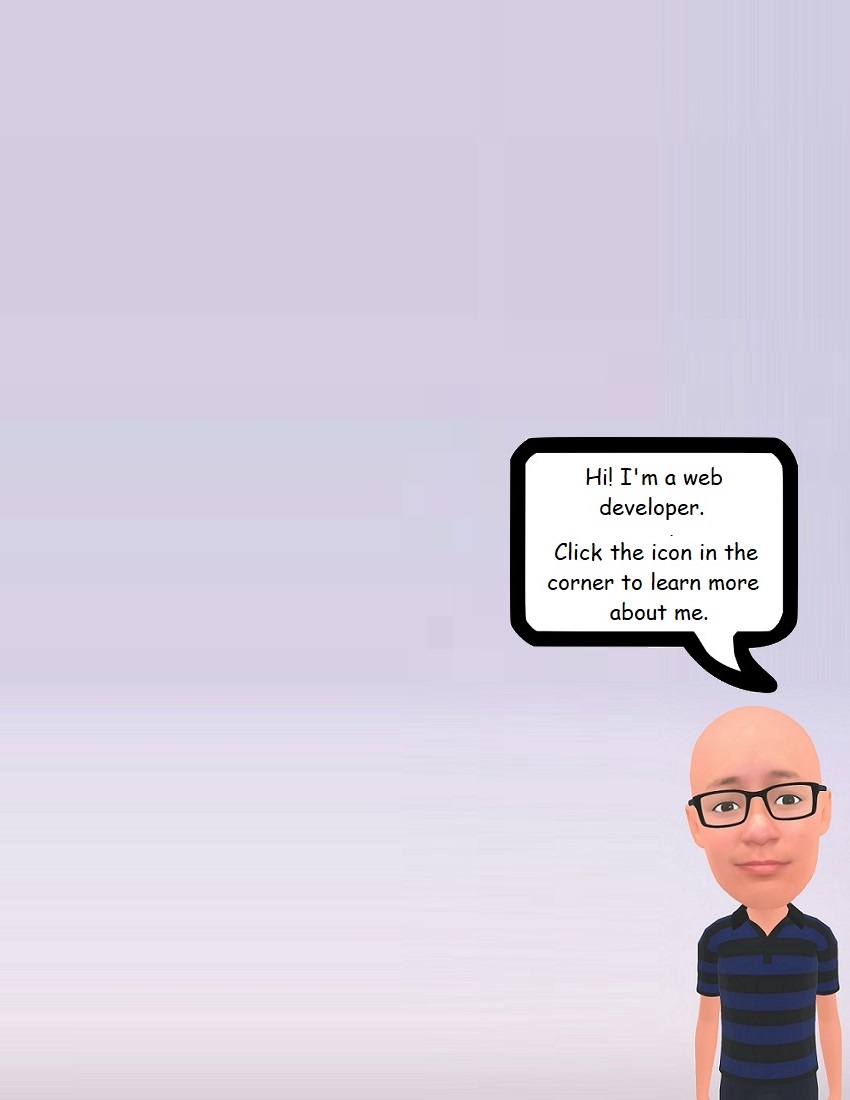 Hi! I'm a web
developer.
.
Click the icon in the
corner to learn more
about me.